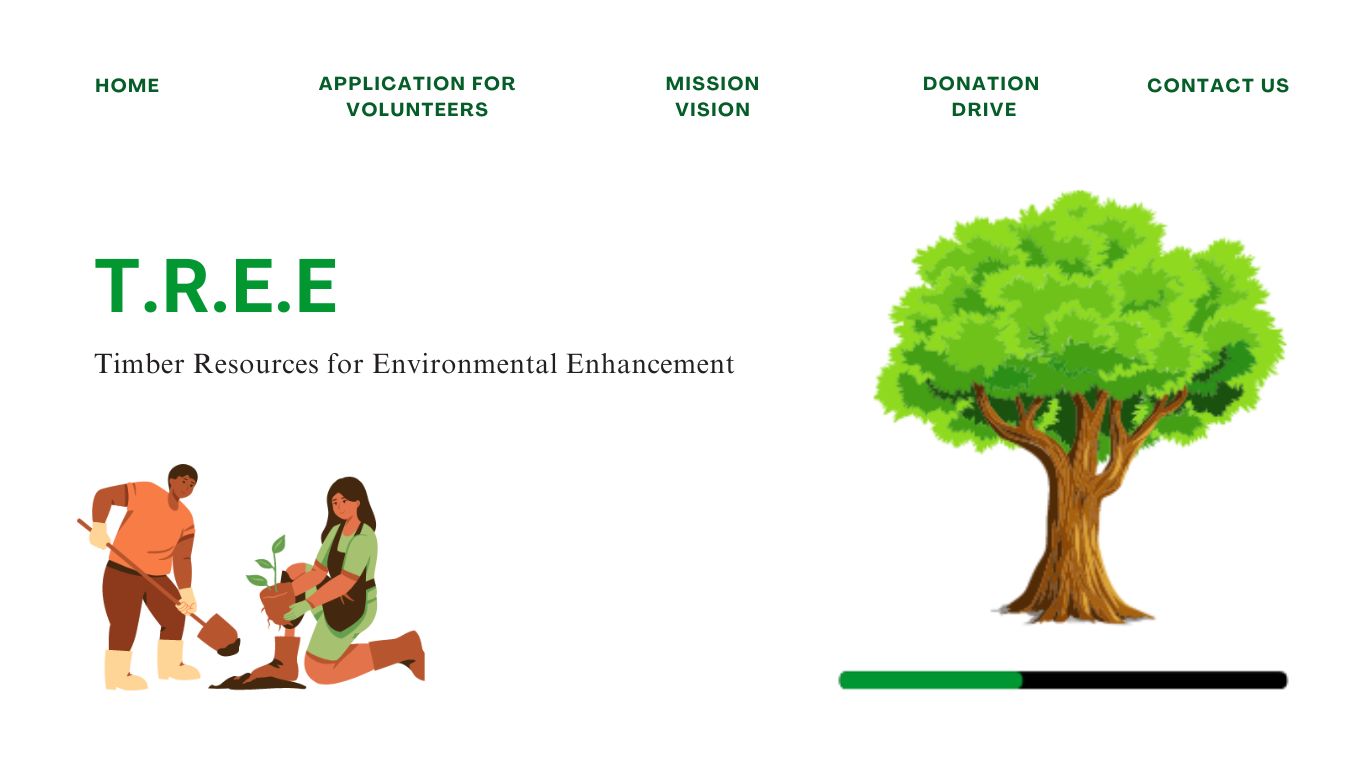 HOME
APPLICATION FOR
VOLUNTEERS
MISSION
VISION
DONATION
DRIVE
CONTACT US
T.R.E.E
Timber Resources for Environmental Enhancement